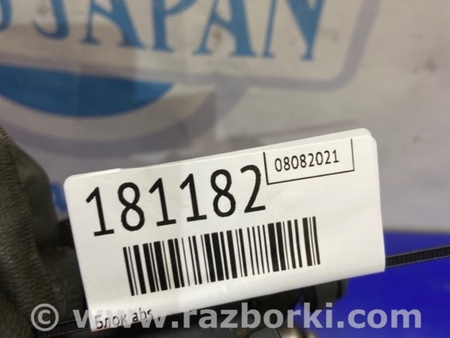 JAPAN
181182
08082021
Блок abs
www.razborki.com